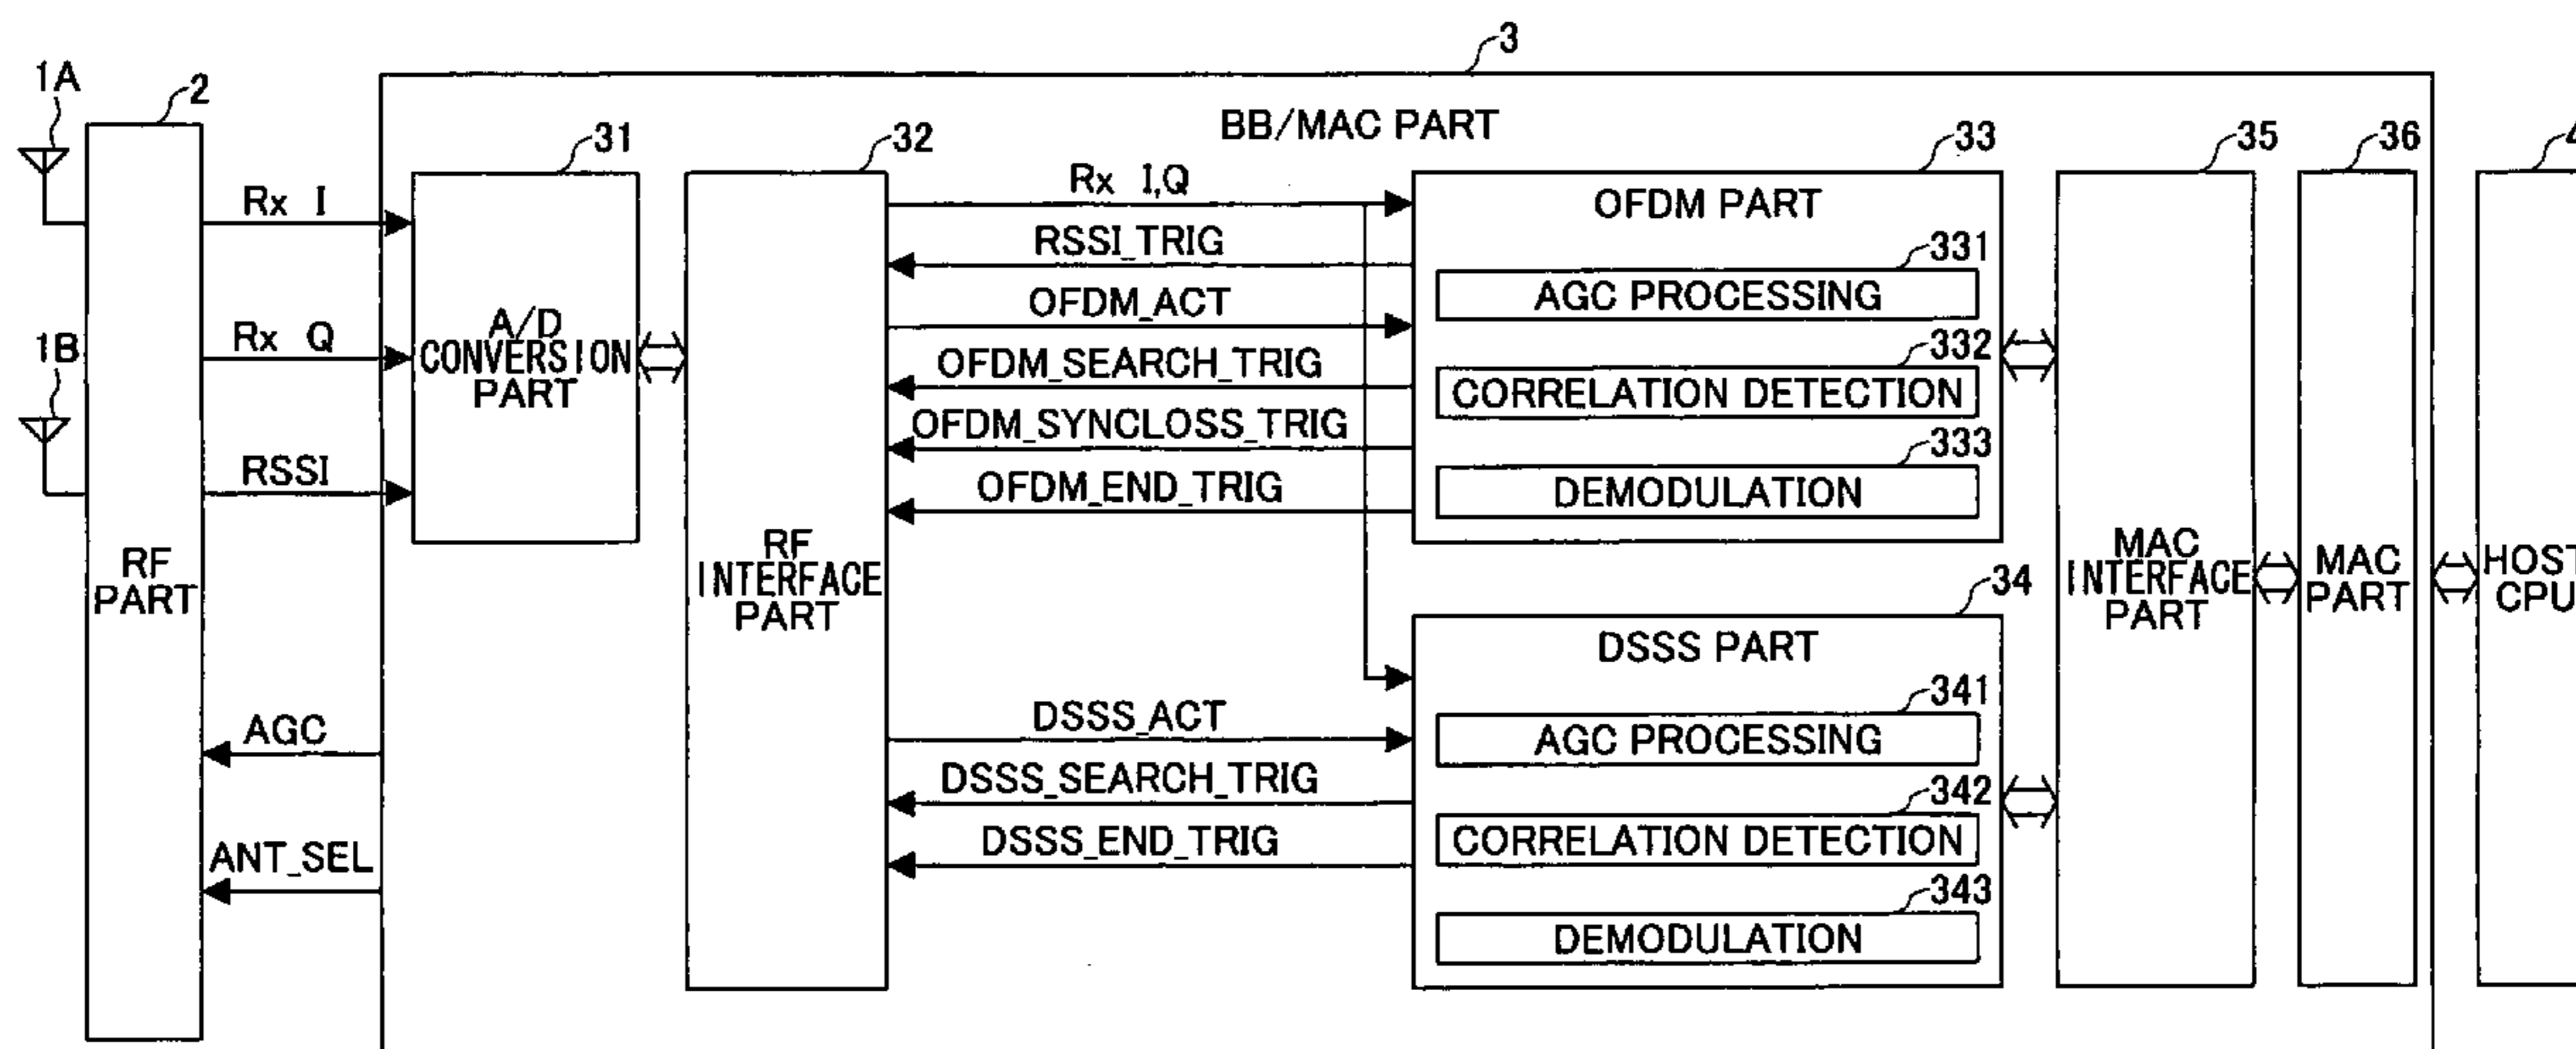 3
BB/MAC PART
1A
2
RF
PART
1B
Rx I
Rx Q
RSSI
AGC
ANT_SEL
31
A/D
CONVERSION
PART
32
RF
INTERFACE
PART
Rx I,Q
RSSI_TRIG
OFDM_ACT
OFDM_SEARCH_TRIG
OFDM_SYNCLOSS_TRIG
OFDM_END_TRIG
DSSS_ACT
DSSS_SEARCH_TRIG
DSSS_END_TRIG
33
OFDM PART
331
AGC PROCESSING
332
CORRELATION DETECTION
333
DEMODULATION
34
DSSS PART
341
AGC PROCESSING
342
CORRELATION DETECTION
343
DEMODULATION
35
MAC
INTERFACE
PART
36
MAC
PART
4
HOST
CPU